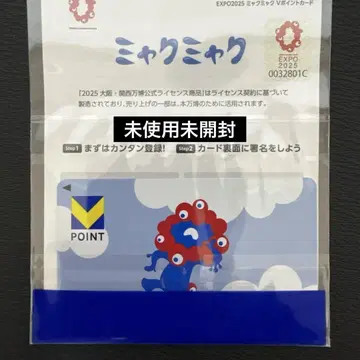 EXPO2025 ミャクミャク Vポイントカード
ミャクミャク
EXPO
2025
0032801C
「2025 大阪・関西万博公式ライセンス商品」はライセンス契約に基づいて
製造されており、売り上げの一部は、本万博のために活用されます。
未使用未開封
Step1 まずはカンタン登録!
Step2 カード裏面に署名をしよう
V
POINT